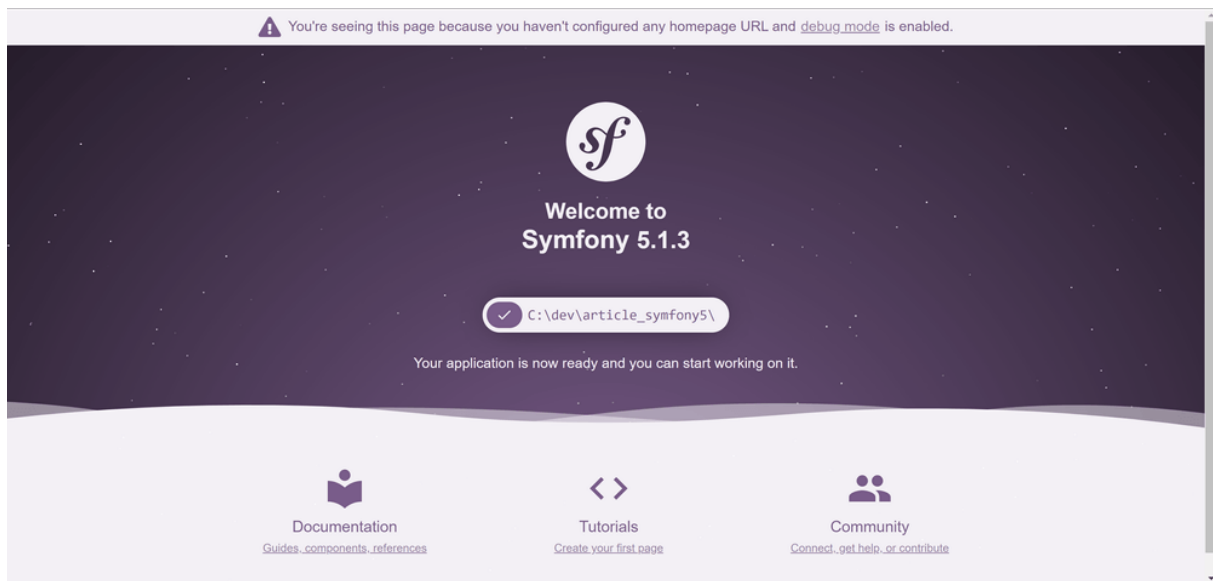 You're seeing this page because you haven't configured any homepage URL and debug mode is enabled.
sf
Welcome to
Symfony 5.1.3
C:\dev\article_symfony5\
Your application is now ready and you can start working on it.
Documentation
Guides, components, references
Tutorials
Create your first page
Community
Connect, get help, or contribute